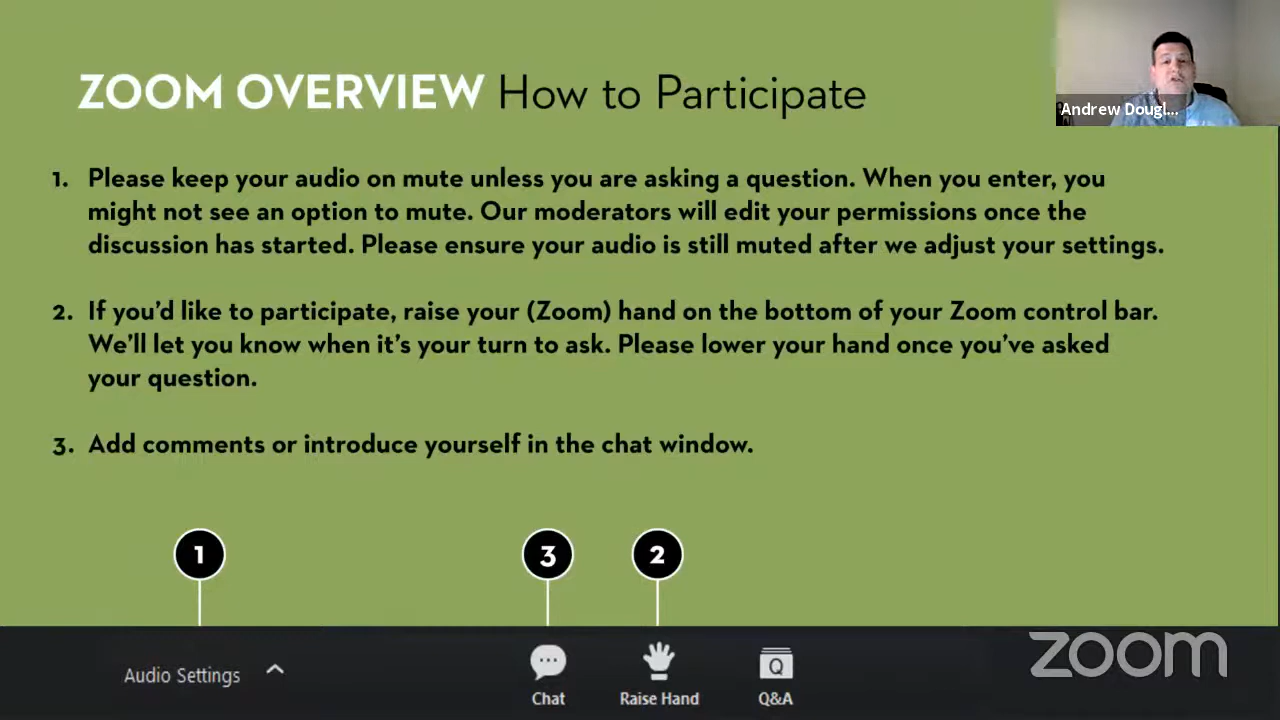 ZOOM OVERVIEW How to Participate
Andrew Dougl...
1. Please keep your audio on mute unless you are asking a question. When you enter, you
might not see an option to mute. Our moderators will edit your permissions once the
discussion has started. Please ensure your audio is still muted after we adjust your settings.
2. If you’d like to participate, raise your (Zoom) hand on the bottom of your Zoom control bar.
We’ll let you know when it’s your turn to ask. Please lower your hand once you’ve asked
your question.
3. Add comments or introduce yourself in the chat window.
1 3 2
Audio Settings
Chat Raise Hand Q&A
Q
zoom